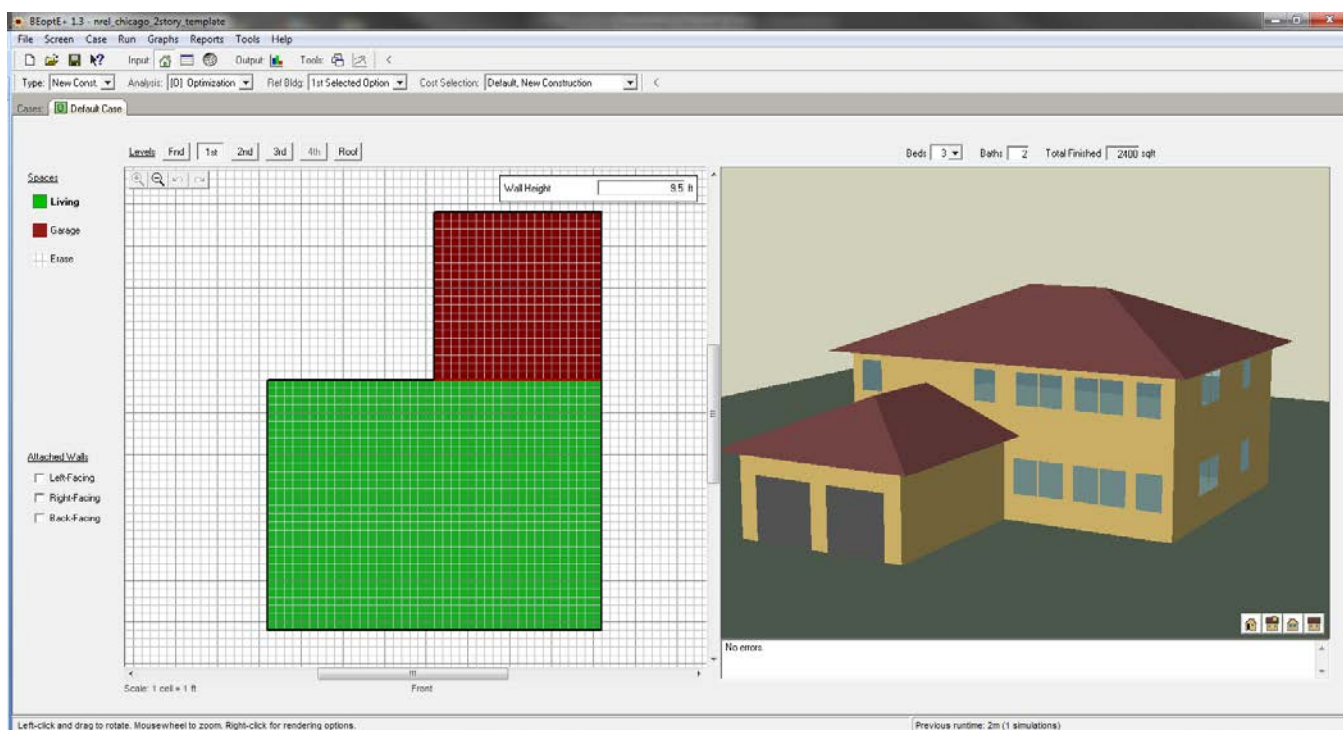 BEoptE+ 1.3 - nrel_chicago_2story_template
File Screen Case Run Graphs Reports Tools Help
Input: Output: Tools:
Type: New Const. Analysis: [O] Optimization Ref Bldg: 1st Selected Option Cost Selection: Default, New Construction
Cases: Default Case
Levels Fnd 1st 2nd 3rd 4th Roof
Beds 3 Baths 2 Total Finished 2400 sqft
Spaces
Living
Garage
Erase
Wall Height 9.5 ft
Attached Walls
Left-Facing
Right-Facing
Back-Facing
No errors.
Scale: 1 cell = 1 ft Front
Left-click and drag to rotate. Mousewheel to zoom. Right-click for rendering options. Previous runtime: 2m (1 simulations)